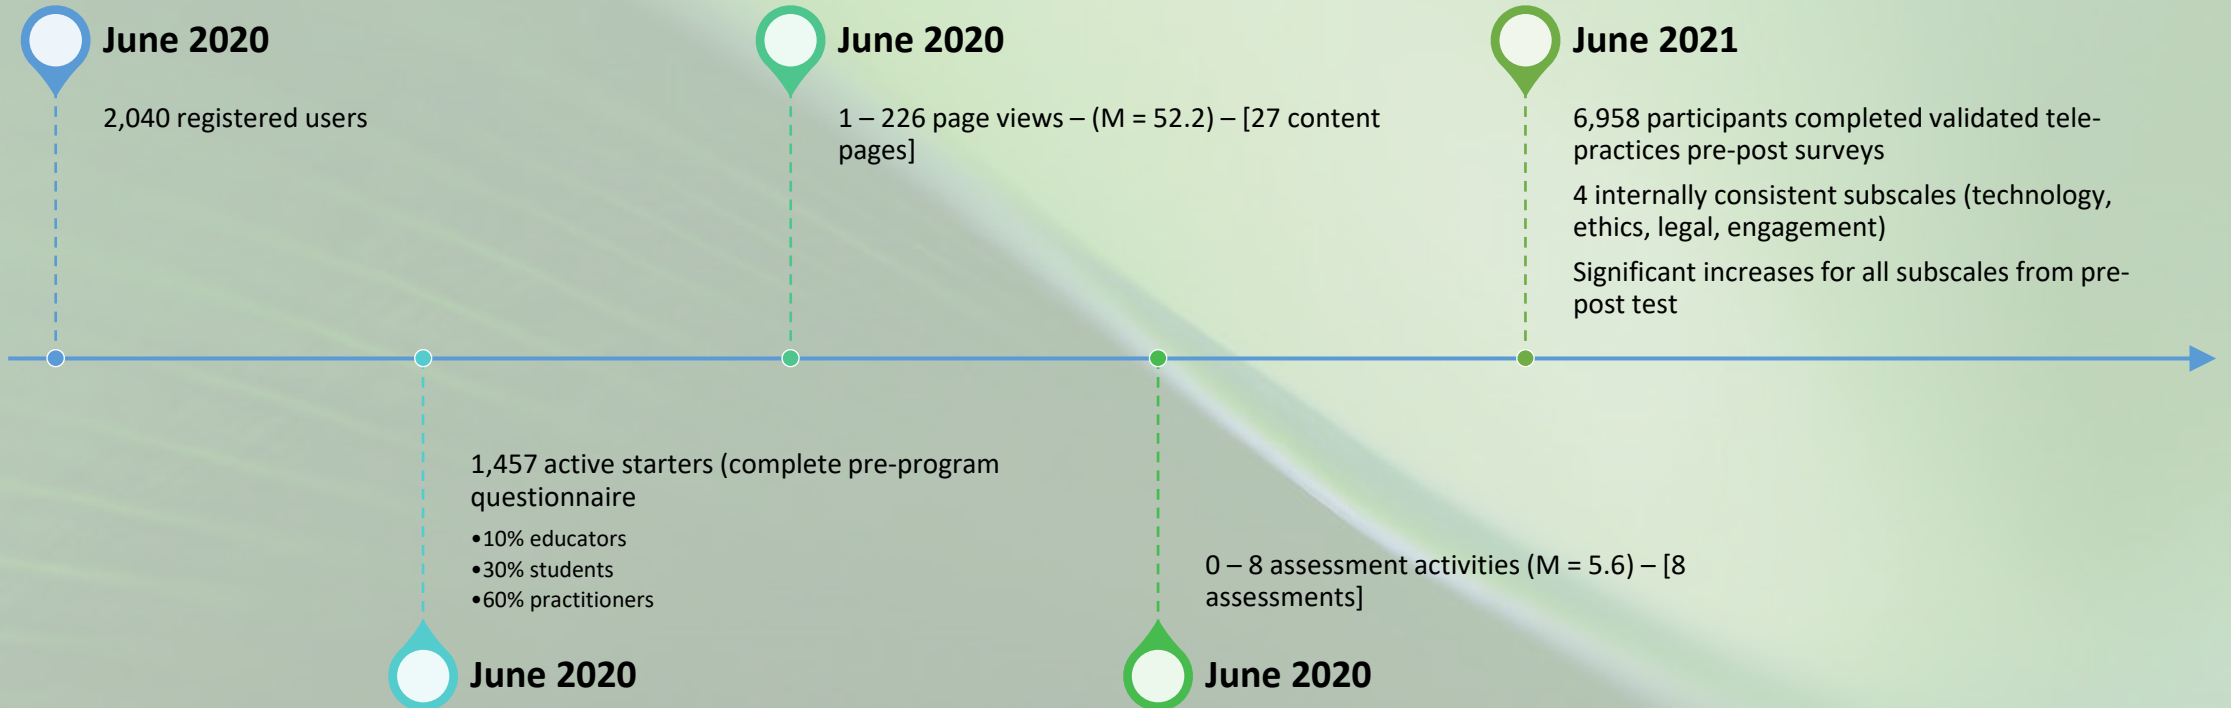 June 2020
2,040 registered users
June 2020
1 – 226 page views – (M = 52.2) – [27 content
pages]
June 2021
6,958 participants completed validated tele-
practices pre-post surveys
4 internally consistent subscales (technology,
ethics, legal, engagement)
Significant increases for all subscales from pre-
post test
1,457 active starters (complete pre-program
questionnaire
•10% educators
•30% students
•60% practitioners
June 2020
0 – 8 assessment activities (M = 5.6) – [8
assessments]
June 2020